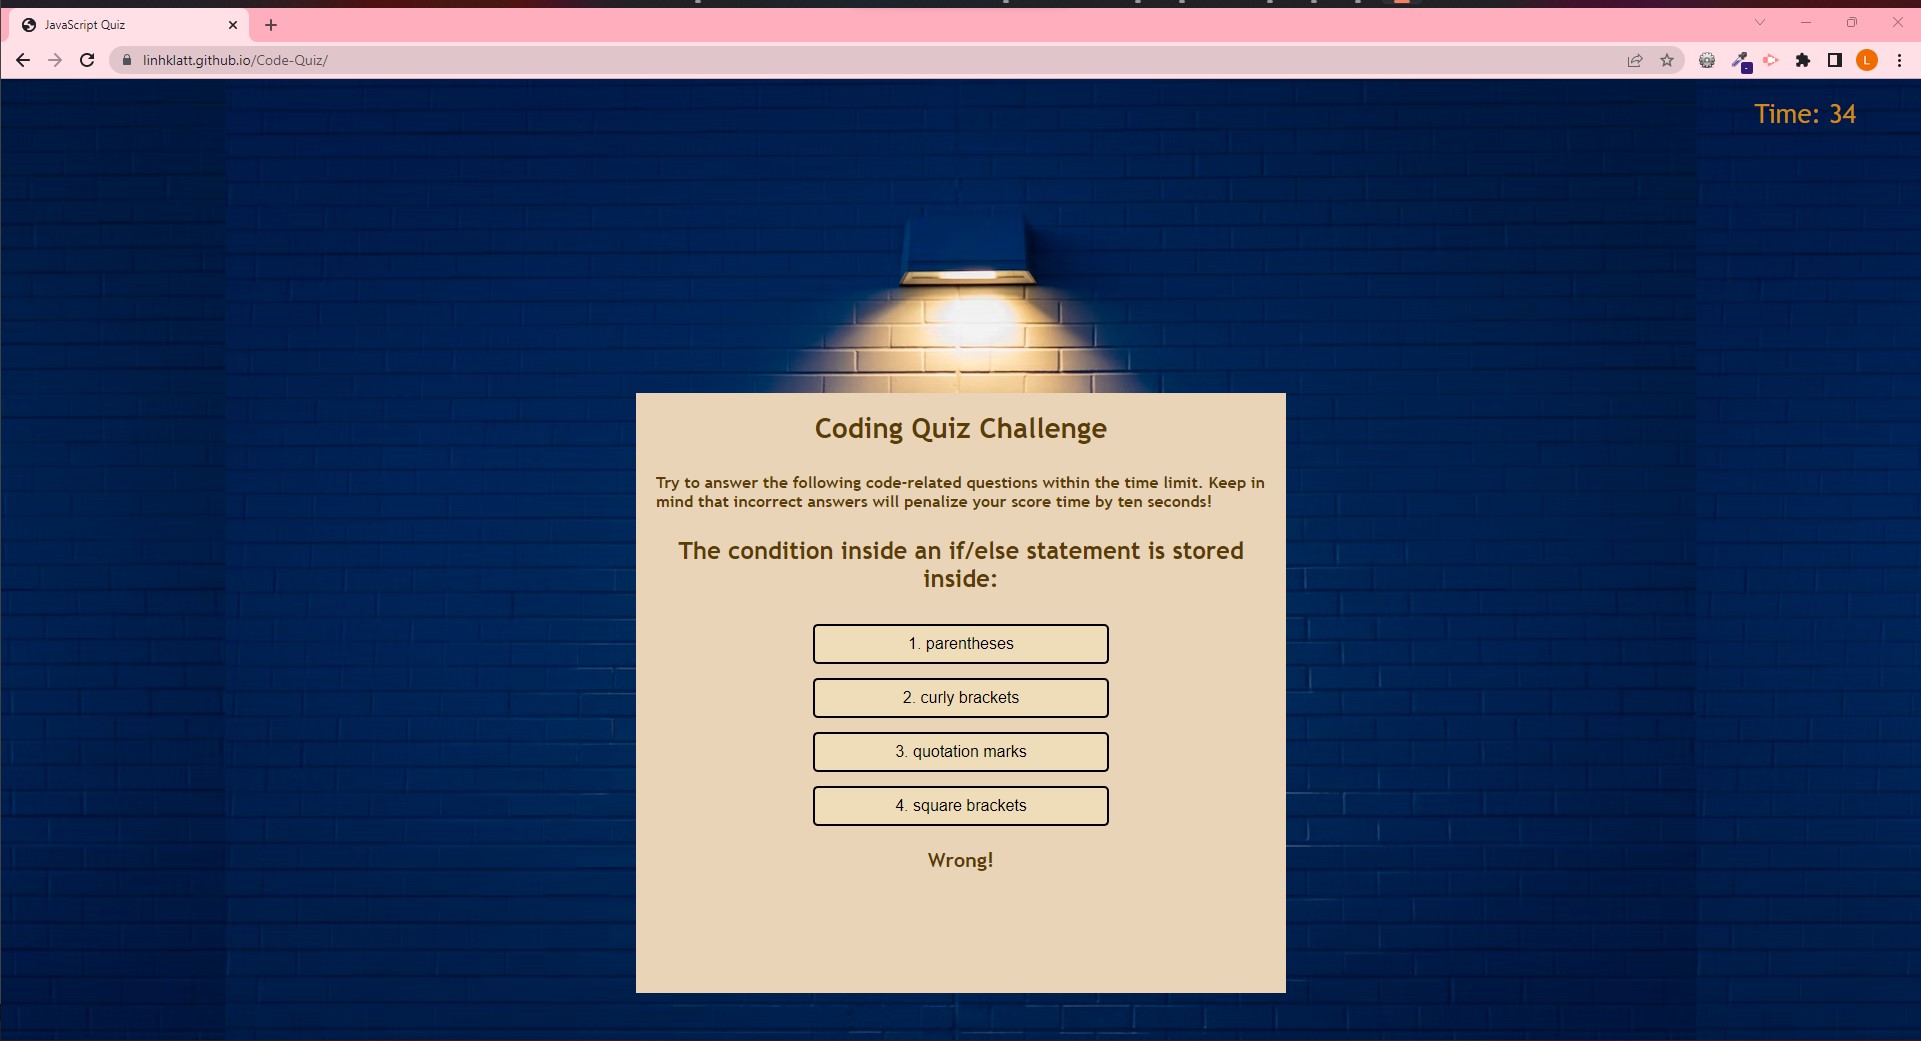 JavaScript Quiz
linhklatt.github.io/Code-Quiz/
L
Time: 34
Coding Quiz Challenge
Try to answer the following code-related questions within the time limit. Keep in
mind that incorrect answers will penalize your score time by ten seconds!
The condition inside an if/else statement is stored
inside:
1. parentheses
2. curly brackets
3. quotation marks
4. square brackets
Wrong!